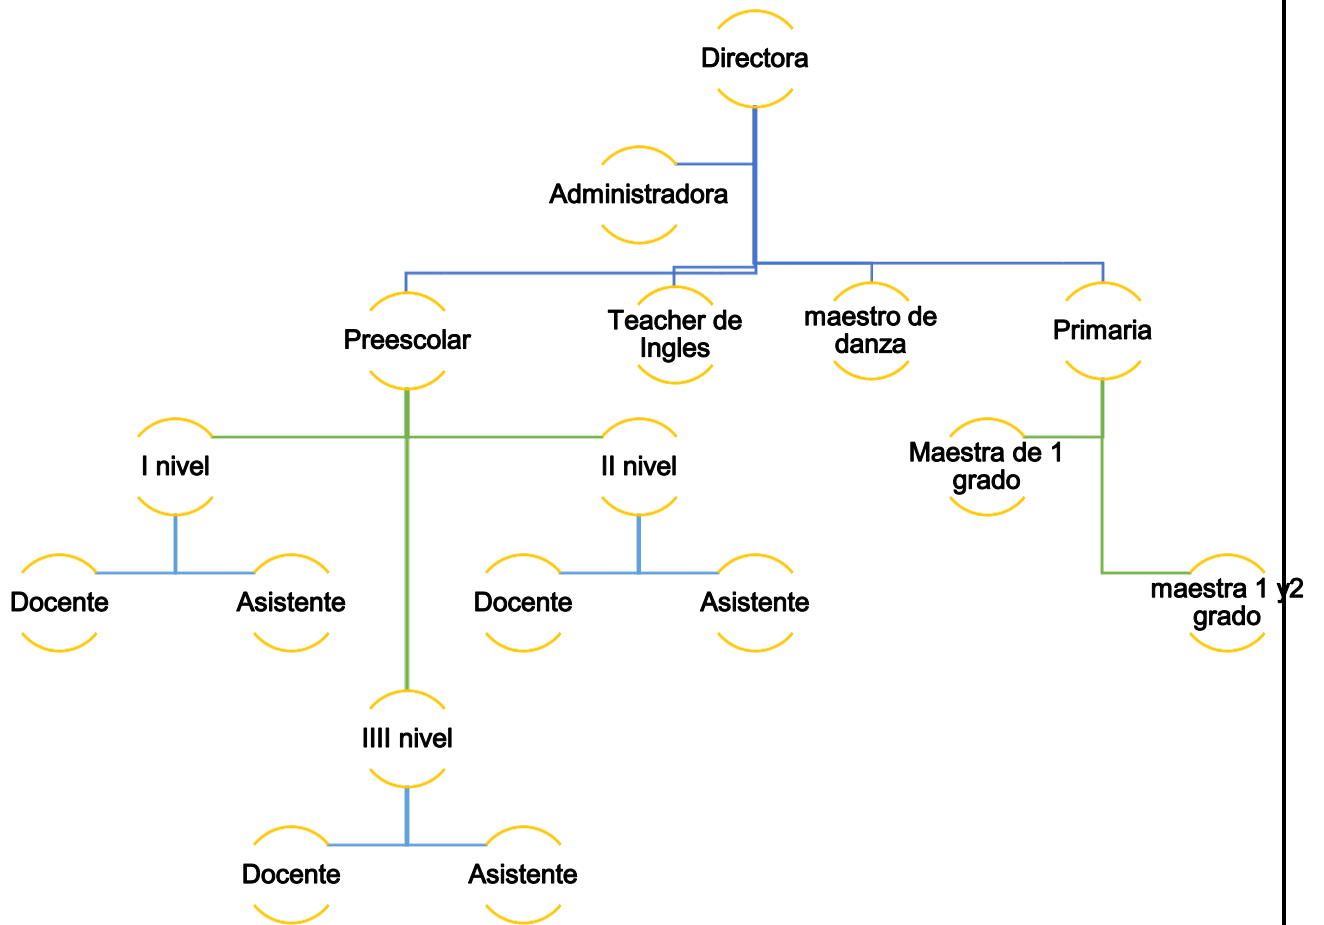 Directora
Administradora
Preescolar
Teacher de
Ingles
maestro de
danza
Primaria
I nivel
II nivel
Maestra de 1
grado
Docente
Asistente
Docente
Asistente
maestra 1 y2
grado
IIII nivel
Docente
Asistente